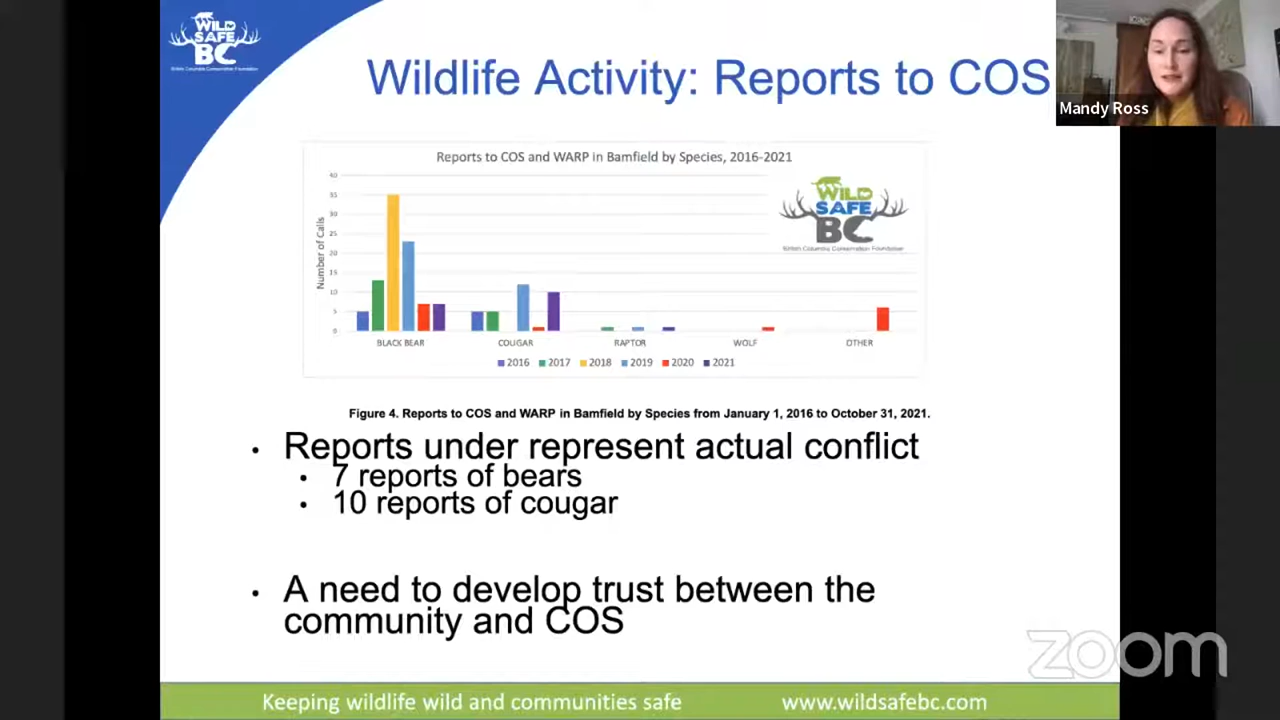 WILD
SAFE
BC
British Columbia Conservation Foundation
Wildlife Activity: Reports to COS
Mandy Ross
Reports to COS and WARP in Bamfield by Species, 2016-2021
Number of Calls
40
35
30
25
20
15
10
5
0
WILD
SAFE
BC
British Columbia Conservation Foundation
BLACK BEAR COUGAR RAPTOR WOLF OTHER
2016 2017 2018 2019 2020 2021
Figure 4. Reports to COS and WARP in Bamfield by Species from January 1, 2016 to October 31, 2021.
• Reports under represent actual conflict
• 7 reports of bears
• 10 reports of cougar
• A need to develop trust between the
community and COS
zoom
Keeping wildlife wild and communities safe www.wildsafebc.com